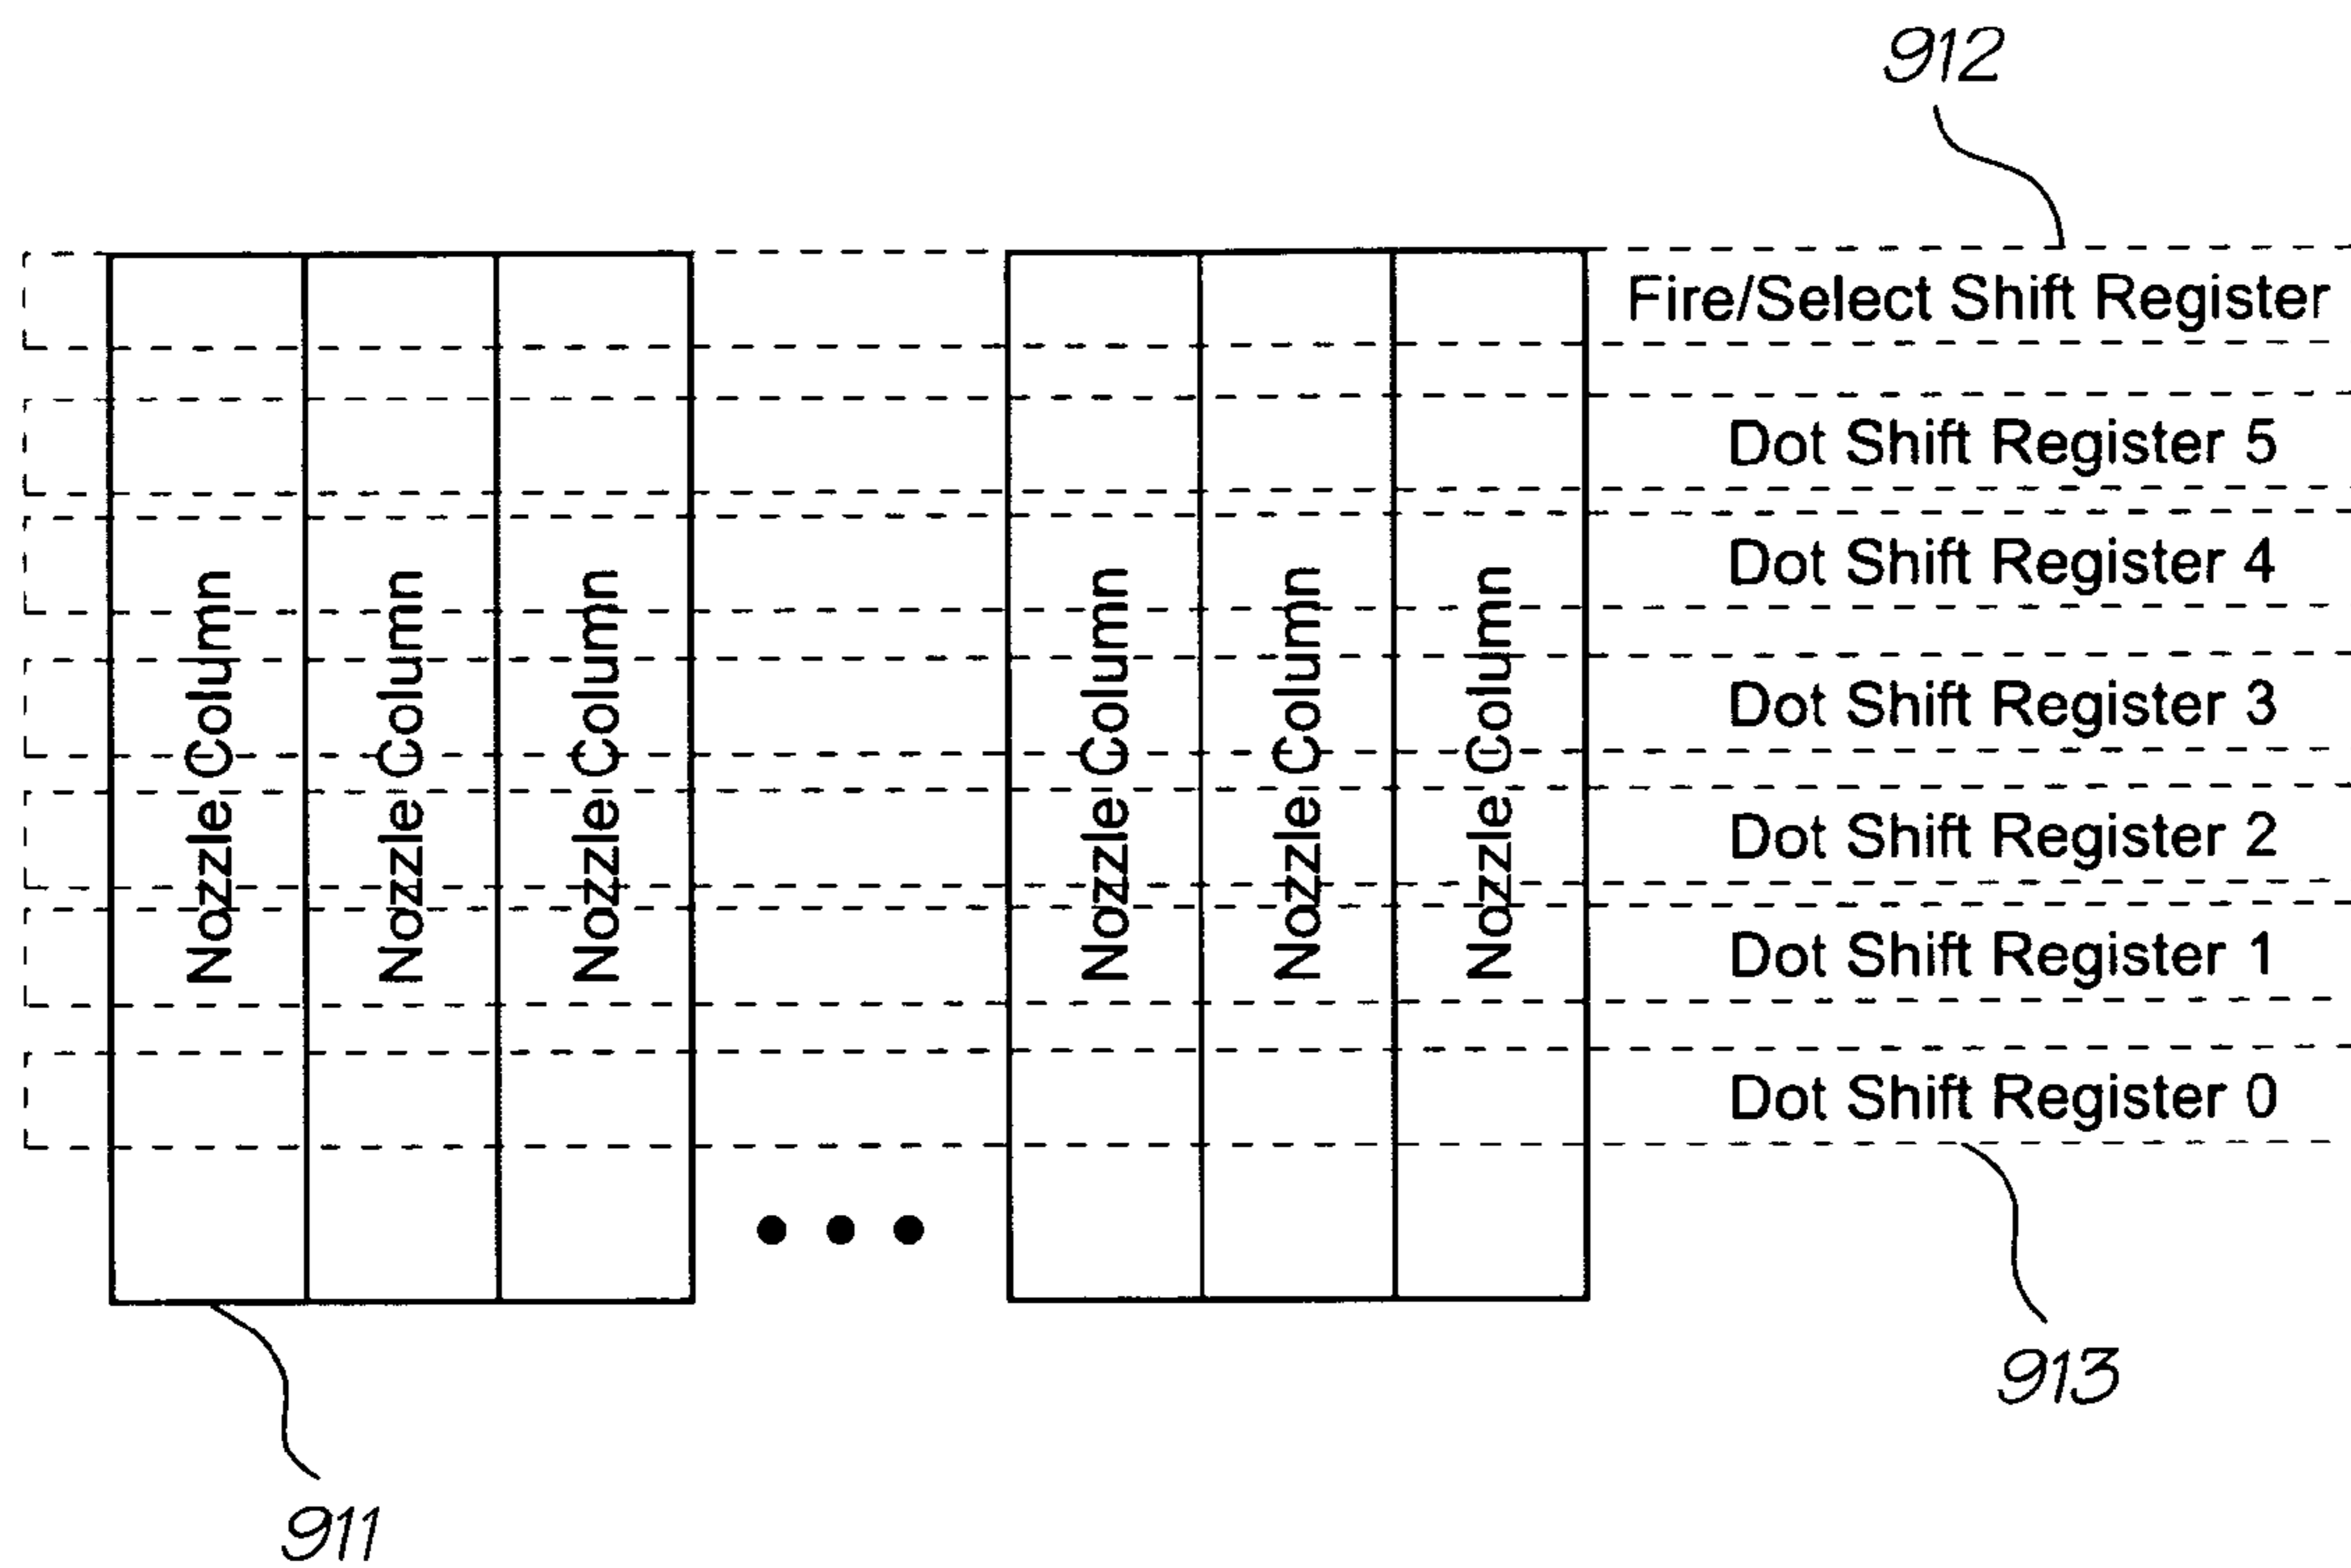 912
Fire/Select Shift Register
Dot Shift Register 5
Dot Shift Register 4
Dot Shift Register 3
Dot Shift Register 2
Dot Shift Register 1
Dot Shift Register 0
Nozzle Column
Nozzle Column
Nozzle Column
Nozzle Column
Nozzle Column
Nozzle Column
913
911